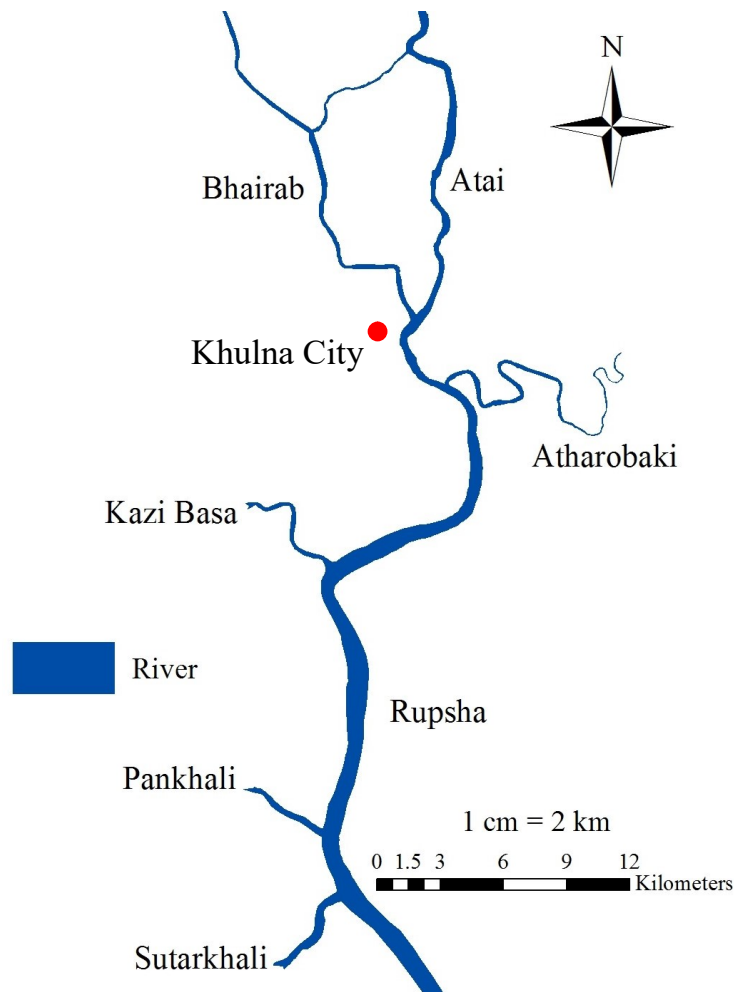 N
Bhairab
Atai
Khulna City
Atharobaki
Kazi Basa
River
Rupsha
Pankhali
1 cm = 2 km
0 1.5 3 6 9 12
Kilometers
Sutarkhali